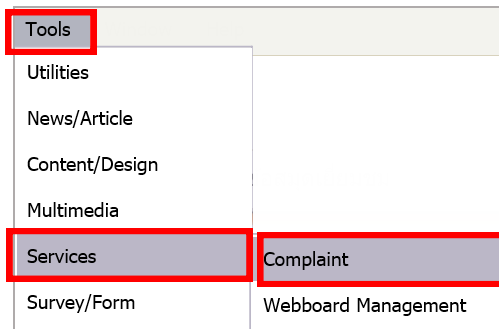 Tools
Utilities
News/Article
Content/Design
Multimedia
Services
Complaint
Survey/Form
Webboard Management